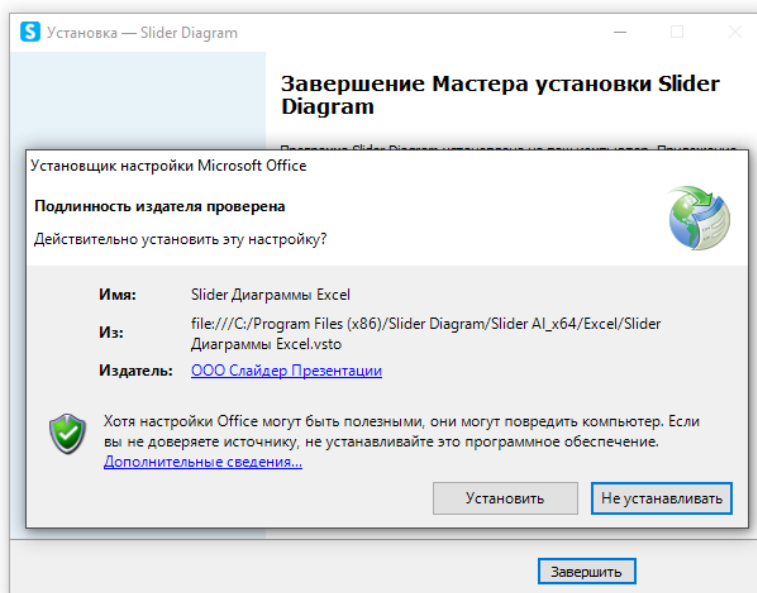 S Установка — Slider Diagram
Завершение Мастера установки Slider
Diagram
Установщик настройки Microsoft Office
Подлинность издателя проверена
Действительно установить эту настройку?
Имя: Slider Диаграммы Excel
Из: file:///C:/Program Files (x86)/Slider Diagram/Slider AI_x64/Excel/Slider
Диаграммы Excel.vsto
Издатель: ООО Слайдер Презентации
Хотя настройки Office могут быть полезными, они могут повредить компьютер. Если
вы не доверяете источнику, не устанавливайте это программное обеспечение.
Дополнительные сведения...
Установить Не устанавливать
Завершить